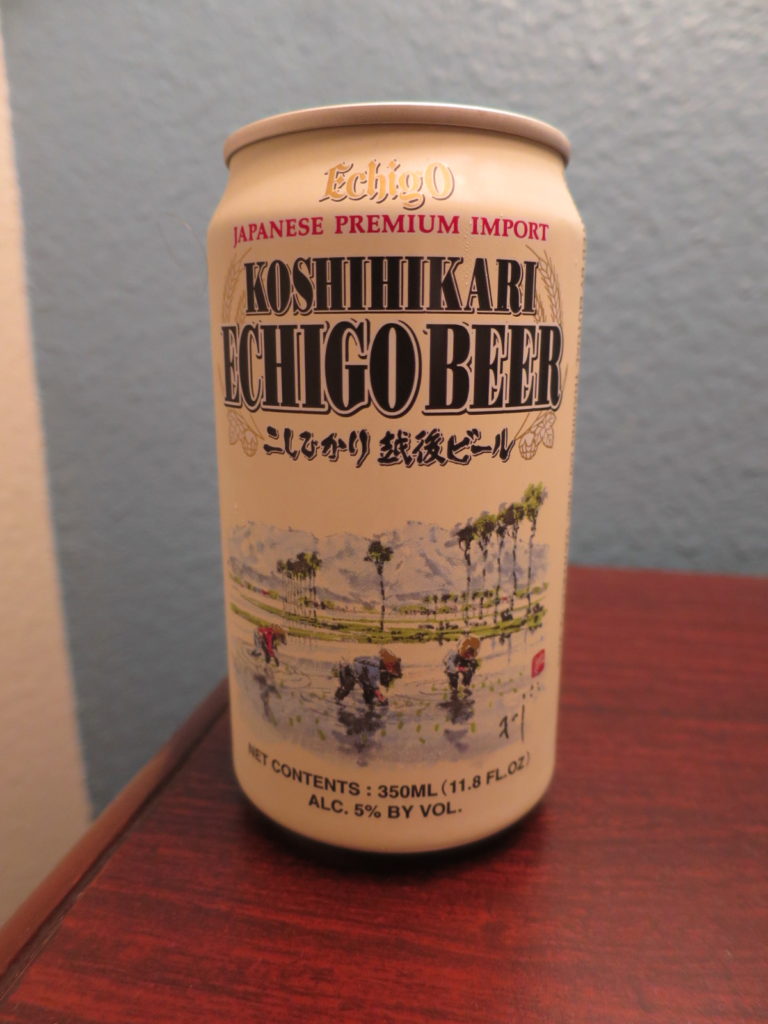 Echigo
JAPANESE PREMIUM IMPORT
KOSHIHIKARI
ECHIGO BEER
こしひかり 越後ビール
NET CONTENTS : 350ML (11.8 FL.OZ)
ALC. 5% BY VOL.